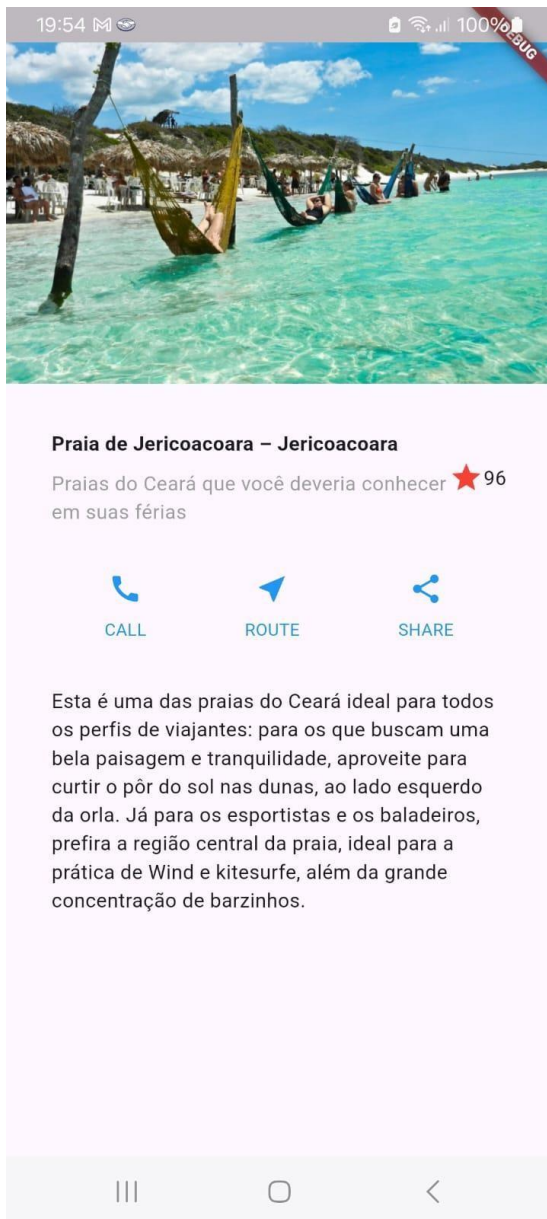 19:54 100%
DEBUG
Praia de Jericoacoara – Jericoacoara
Praias do Ceará que você deveria conhecer
em suas férias
96
CALL ROUTE SHARE
Esta é uma das praias do Ceará ideal para todos
os perfis de viajantes: para os que buscam uma
bela paisagem e tranquilidade, aproveite para
curtir o pôr do sol nas dunas, ao lado esquerdo
da orla. Já para os esportistas e os baladeiros,
prefira a região central da praia, ideal para a
prática de Wind e kitesurfe, além da grande
concentração de barzinhos.